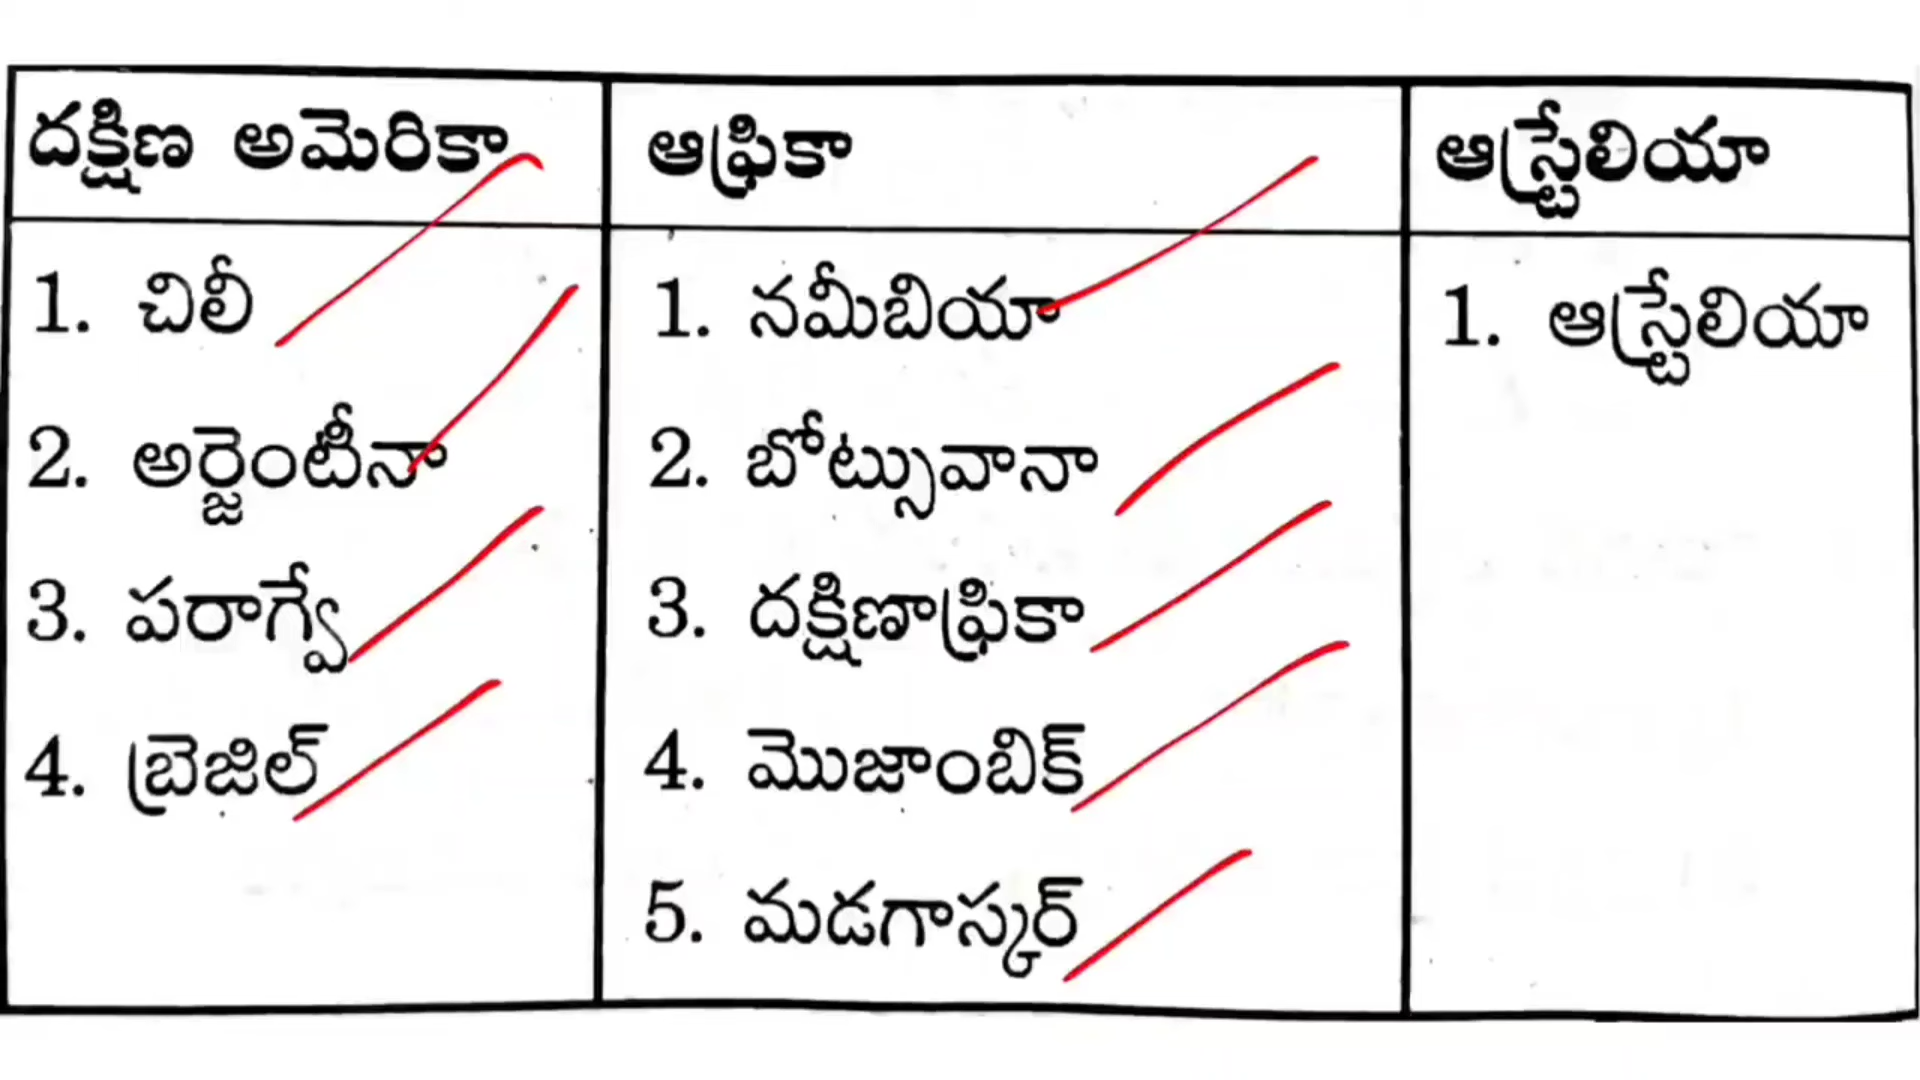 దక్షిణ అమెరికా
1. చిలీ
2. అర్జెంటీనా
3. పరాగ్వే
4. బ్రెజిల్
ఆఫ్రికా
1. నమీబియా
2. బోట్సువానా
3. దక్షిణాఫ్రికా
4. మొజాంబిక్
5. మడగాస్కర్
ఆస్ట్రేలియా
1. ఆస్ట్రేలియా